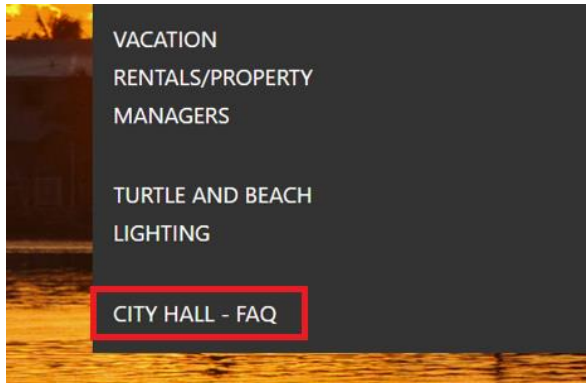 VACATION
RENTALS/PROPERTY
MANAGERS
TURTLE AND BEACH
LIGHTING
CITY HALL - FAQ